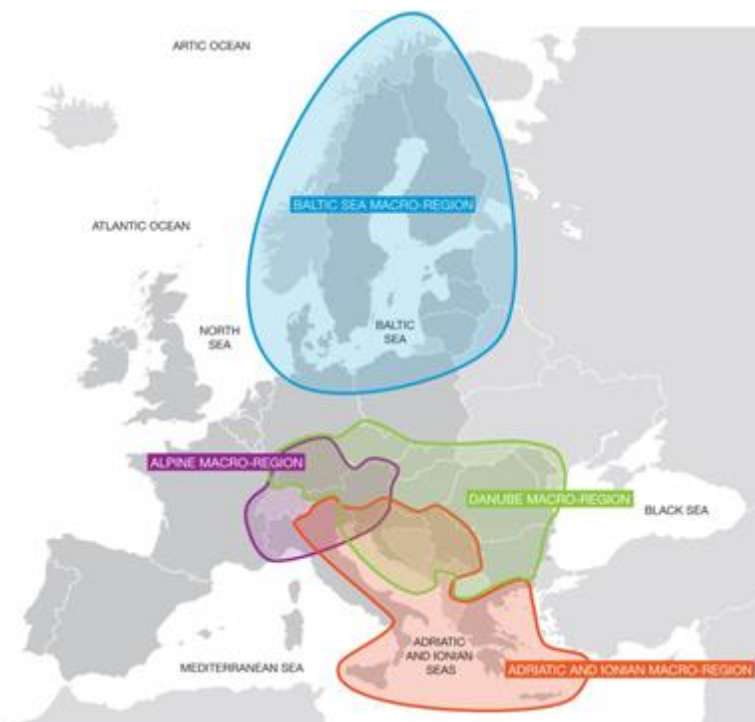 ARTIC OCEAN
BALTIC SEA MACRO-REGION
ATLANTIC OCEAN
NORTH
SEA
BALTIC
SEA
ALPINE MACRO-REGION
DANUBE MACRO-REGION
BLACK SEA
ADRIATIC
AND IONIAN
SEAS
MEDITERRANEAN SEA
ADRIATIC AND IONIAN MACRO-REGION